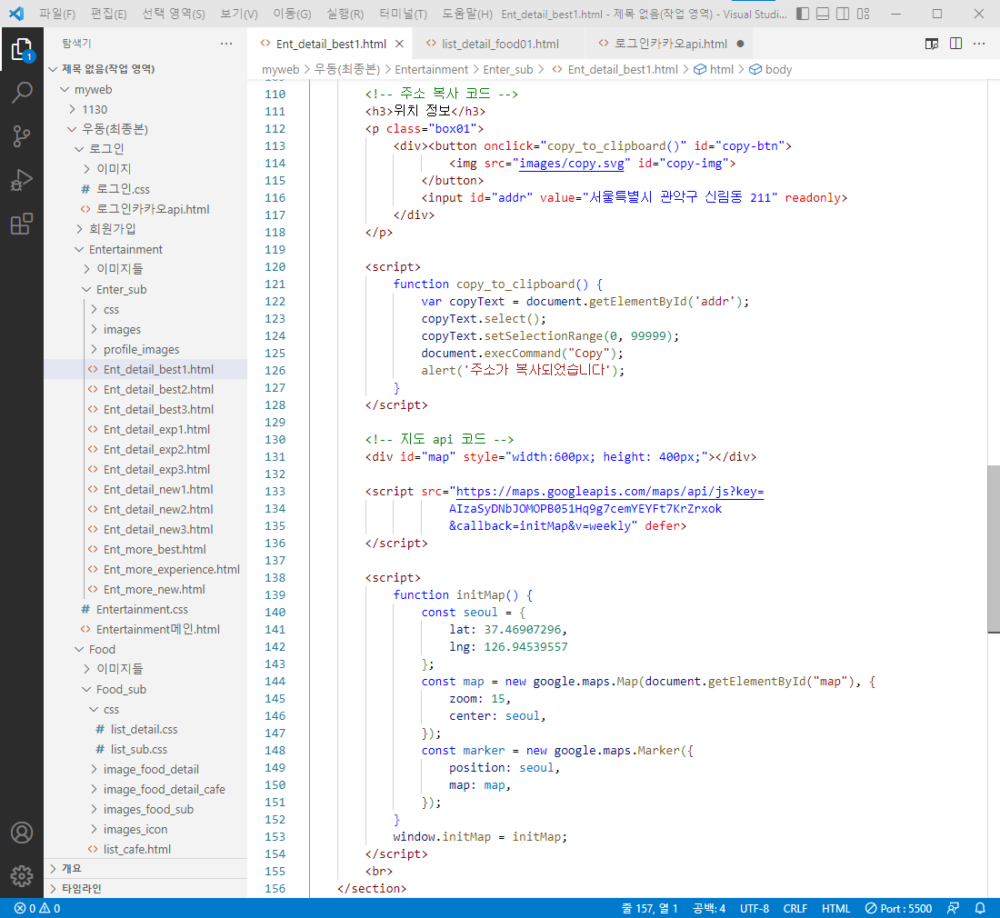 파일(F) 편집(E) 선택 영역(S) 보기(V) 이동(G) 실행(R) 터미널(T) 도움말(H) Ent_detail_best1.html - 제목 없음(작업 영역) - Visual Studi...
탐색기
제목 없음(작업 영역)
myweb
1130
우동(최종본)
로그인
이미지
# 로그인.css
<> 로그인카카오api.html
회원가입
Entertainment
이미지들
Enter_sub
css
images
profile_images
<> Ent_detail_best1.html
<> Ent_detail_best2.html
<> Ent_detail_best3.html
<> Ent_detail_exp1.html
<> Ent_detail_exp2.html
<> Ent_detail_exp3.html
<> Ent_detail_new1.html
<> Ent_detail_new2.html
<> Ent_detail_new3.html
<> Ent_more_best.html
<> Ent_more_experience.html
<> Ent_more_new.html
# Entertainment.css
<> Entertainment메인.html
Food
이미지들
Food_sub
css
# list_detail.css
# list_sub.css
image_food_detail
image_food_detail_cafe
images_food_sub
images_icon
<> list_cafe.html
개요
타임라인
1
<> Ent_detail_best1.html <> list_detail_food01.html <> 로그인카카오api.html
myweb > 우동(최종본) > Entertainment > Enter_sub > <> Ent_detail_best1.html > html > body
109
110 <!-- 주소 복사 코드 -->
111 <h3>위치 정보</h3>
112 <p class="box01">
113 <div><button onclick="copy_to_clipboard()" id="copy-btn">
114 <img src="images/copy.svg" id="copy-img">
115 </button>
116 <input id="addr" value="서울특별시 관악구 신림동 211" readonly>
117 </div>
118 </p>
119
120 <script>
121 function copy_to_clipboard() {
122 var copyText = document.getElementById('addr');
123 copyText.select();
124 copyText.setSelectionRange(0, 99999);
125 document.execCommand("Copy");
126 alert('주소가 복사되었습니다');
127 }
128 </script>
129
130 <!-- 지도 api 코드 -->
131 <div id="map" style="width:600px; height: 400px;"></div>
132
133 <script src="https://maps.googleapis.com/maps/api/js?key=
134 AIzaSyDNbJOMOPB051Hq9g7cemYEYFt7KrZrxok
135 &callback=initMap&v=weekly" defer>
136 </script>
137
138 <script>
139 function initMap() {
140 const seoul = {
141 lat: 37.46907296,
142 lng: 126.94539557
143 };
144 const map = new google.maps.Map(document.getElementById("map"), {
145 zoom: 15,
146 center: seoul,
147 });
148 const marker = new google.maps.Marker({
149 position: seoul,
150 map: map,
151 });
152 }
153 window.initMap = initMap;
154 </script>
155 <br>
156 </section>
0 0 줄 157, 열 1 공백: 4 UTF-8 CRLF HTML Port : 5500